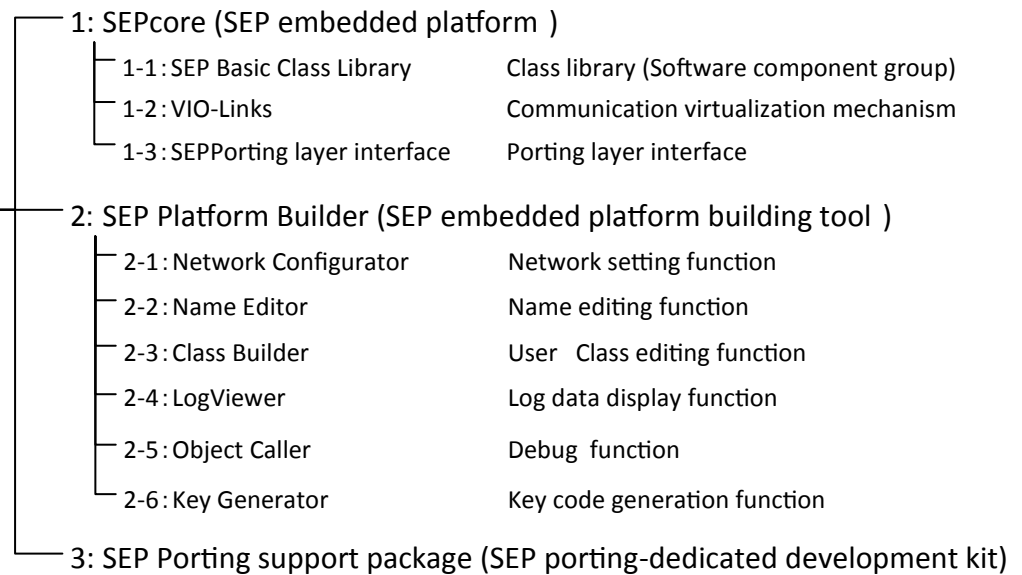 1: SEPcore (SEP embedded platform )
1-1: SEP Basic Class Library Class library (Software component group)
1-2: VIO-Links Communication virtualization mechanism
1-3: SEPPorting layer interface Porting layer interface
2: SEP Platform Builder (SEP embedded platform building tool )
2-1: Network Configurator Network setting function
2-2: Name Editor Name editing function
2-3: Class Builder User Class editing function
2-4: LogViewer Log data display function
2-5: Object Caller Debug function
2-6: Key Generator Key code generation function
3: SEP Porting support package (SEP porting-dedicated development kit)